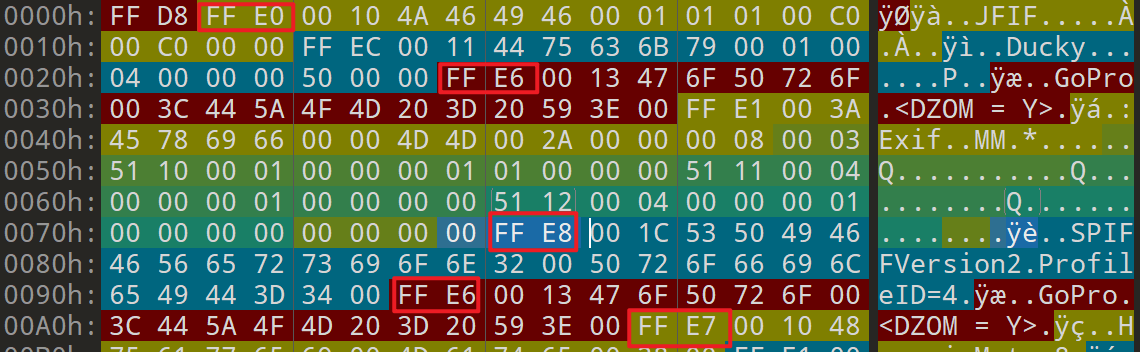 0000h: FF D8 FF E0 00 10 4A 46 49 46 00 01 01 01 00 C0 ÿØÿà..JFIF.....À
0010h: 00 C0 00 00 FF EC 00 11 44 75 63 6B 79 00 01 00 .À..ÿì..Ducky...
0020h: 04 00 00 00 50 00 00 FF E6 00 13 47 6F 50 72 6F ....P..ÿæ..GoPro
0030h: 00 3C 44 5A 4F 4D 20 3D 20 59 3E 00 FF E1 00 3A .<DZOM = Y>.ÿá.:
0040h: 45 78 69 66 00 00 4D 4D 00 2A 00 00 00 08 00 03 Exif..MM.*......
0050h: 51 10 00 01 00 00 00 01 01 00 00 00 51 11 00 04 Q...........Q...
0060h: 00 00 00 01 00 00 00 00 51 12 00 04 00 00 00 01 ........Q.......
0070h: 00 00 00 00 00 00 00 00 FF E8 00 1C 53 50 49 46 ........ÿè..SPIF
0080h: 46 56 65 72 73 69 6F 6E 32 00 50 72 6F 66 69 6C FVersion2.Profil
0090h: 65 49 44 3D 34 00 FF E6 00 13 47 6F 50 72 6F 00 eID=4.ÿæ..GoPro.
00A0h: 3C 44 5A 4F 4D 20 3D 20 59 3E 00 FF E7 00 10 48 <DZOM = Y>.ÿç..H